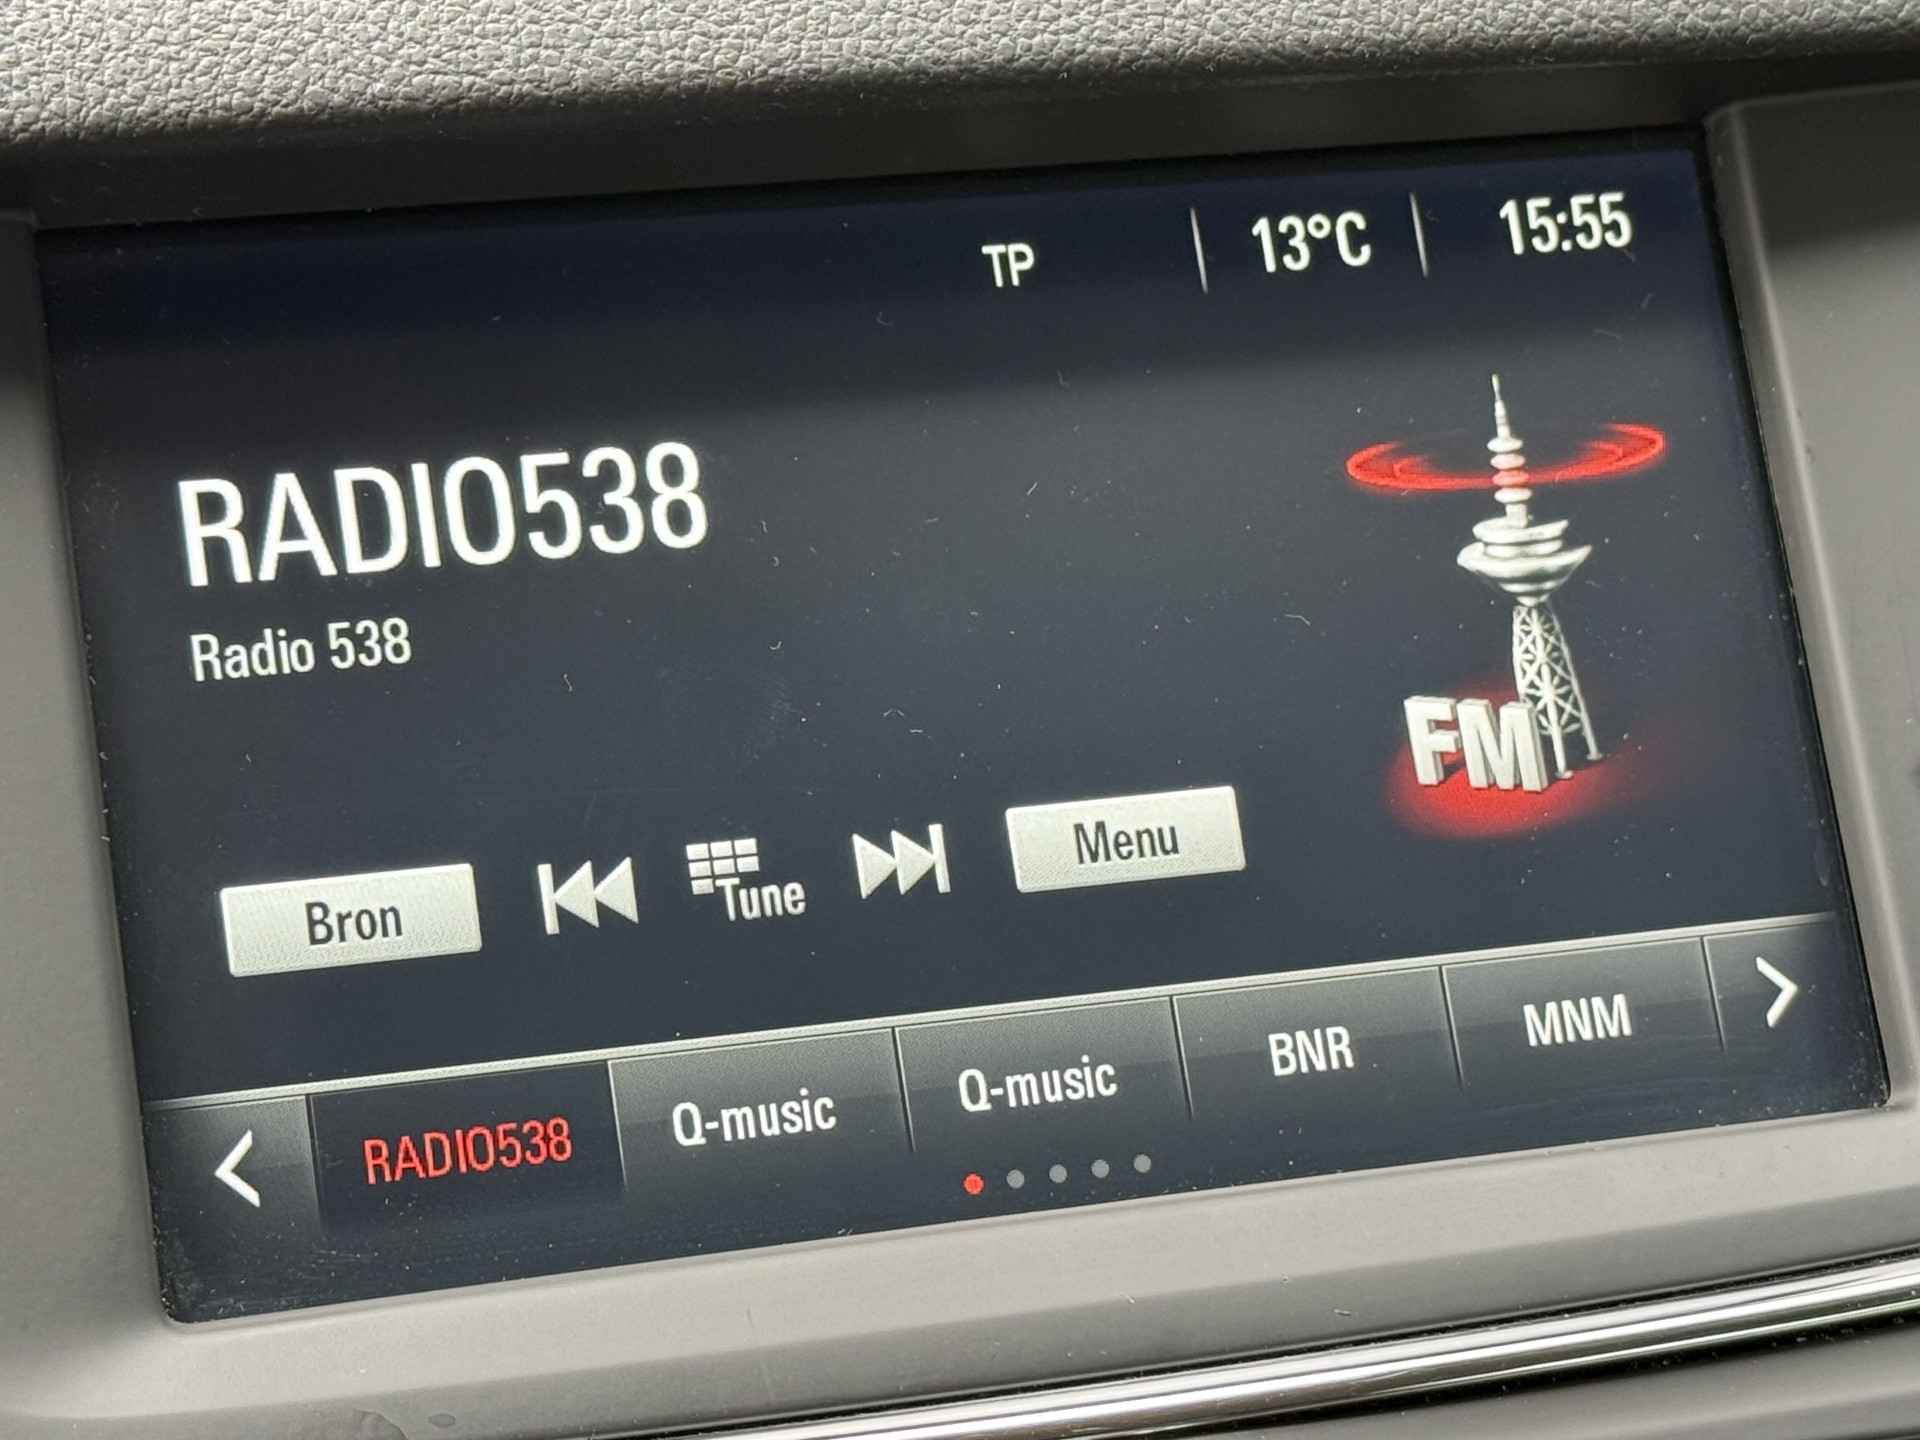 TP 13°C 15:55
RADIO538
Radio 538
FM
Bron Tune Menu
RADIO538 Q-music Q-music BNR MNM